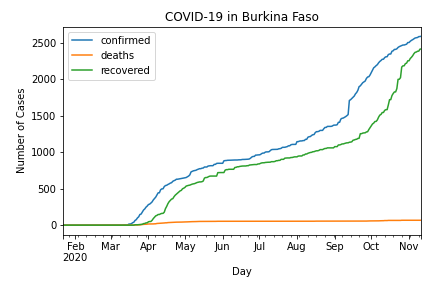 COVID-19 in Burkina Faso
confirmed
deaths
recovered
Number of Cases
2500
2000
1500
1000
500
0
Feb Mar Apr May Jun Jul Aug Sep Oct Nov
2020
Day